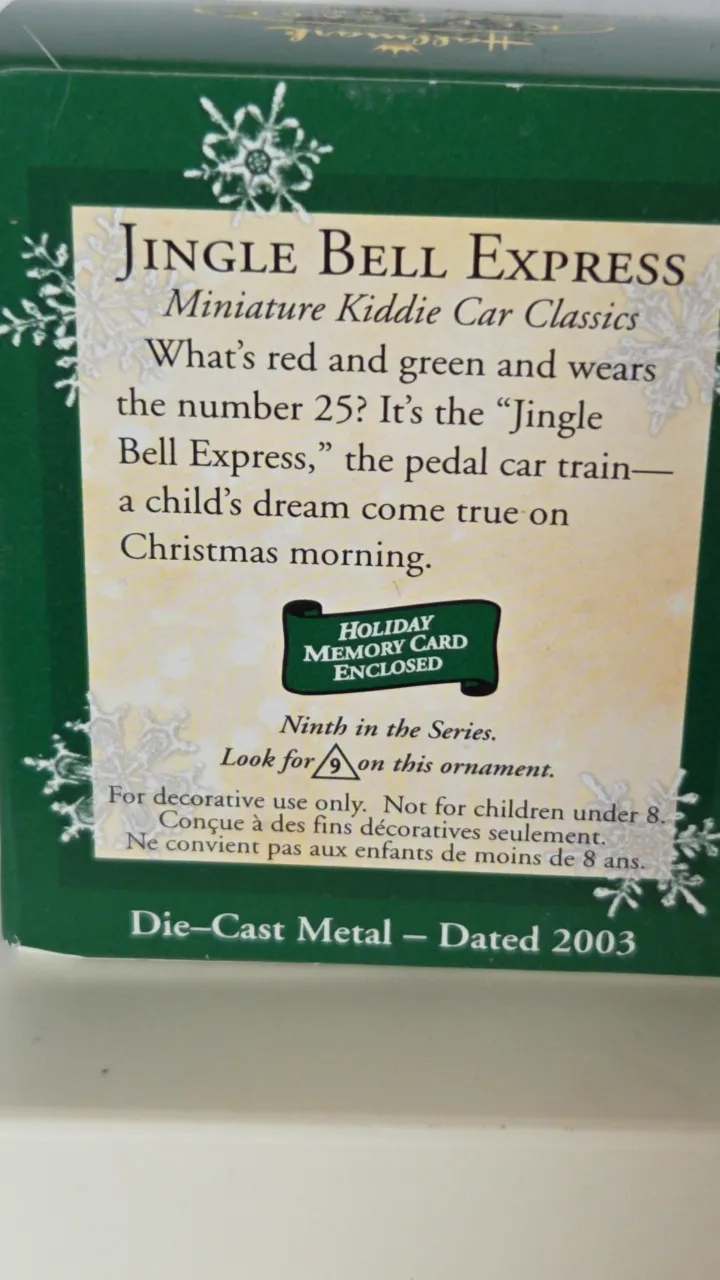 Hallmark
JINGLE BELL EXPRESS
Miniature Kiddie Car Classics
What's red and green and wears
the number 25? It's the “Jingle
Bell Express,” the pedal car train—
a child's dream come true on
Christmas morning.
HOLIDAY
MEMORY CARD
ENCLOSED
Ninth in the Series.
Look for 9 on this ornament.
For decorative use only. Not for children under 8.
Conçue à des fins décoratives seulement.
Ne convient pas aux enfants de moins de 8 ans.
Die–Cast Metal – Dated 2003